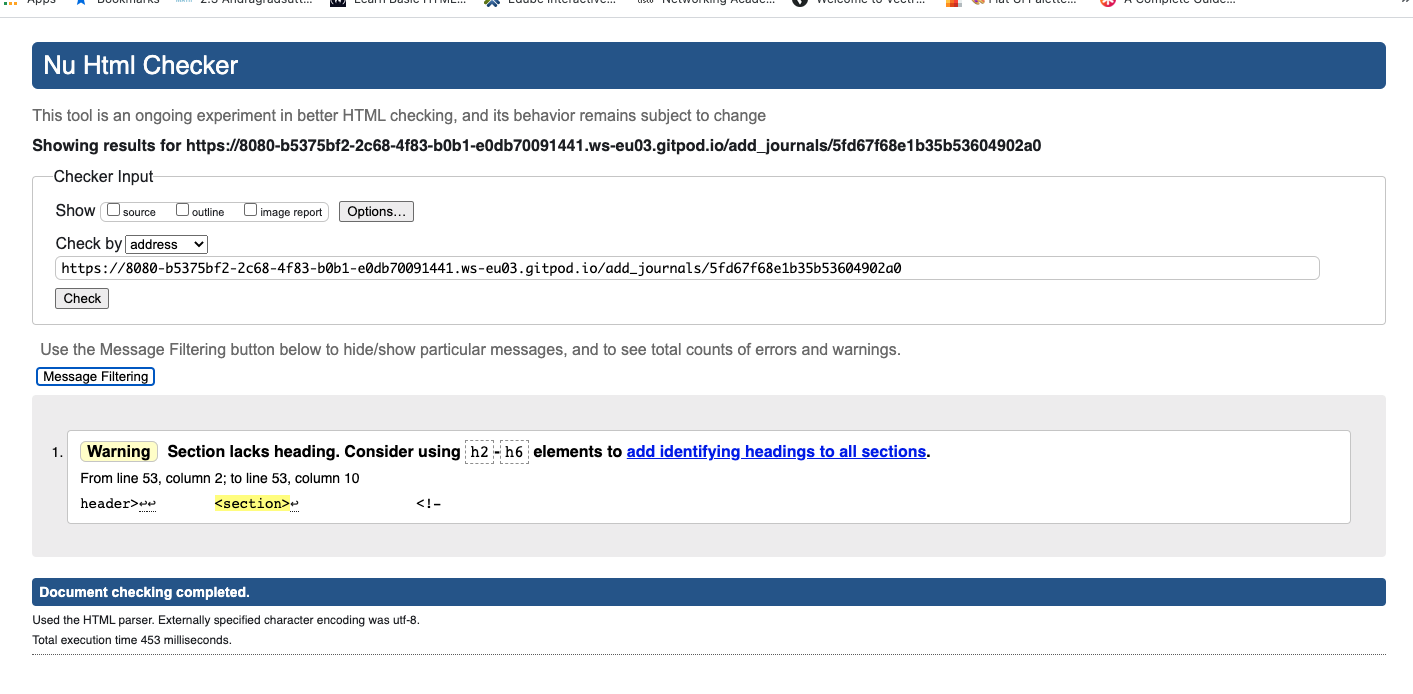 Apps Bookmarks Learn Basic HTML... Edube Interactive... Networking Acade... Welcome to Vectr... Flat UI Palette... A Complete Guide... »
Nu Html Checker
This tool is an ongoing experiment in better HTML checking, and its behavior remains subject to change
Showing results for https://8080-b5375bf2-2c68-4f83-b0b1-e0db70091441.ws-eu03.gitpod.io/add_journals/5fd67f68e1b35b53604902a0
Checker Input
Show source outline image report Options...
Check by address
https://8080-b5375bf2-2c68-4f83-b0b1-e0db70091441.ws-eu03.gitpod.io/add_journals/5fd67f68e1b35b53604902a0
Check
Use the Message Filtering button below to hide/show particular messages, and to see total counts of errors and warnings.
Message Filtering
1. Warning Section lacks heading. Consider using h2-h6 elements to add identifying headings to all sections.
From line 53, column 2; to line 53, column 10
header>↩↩ <section>↩ <!-
Document checking completed.
Used the HTML parser. Externally specified character encoding was utf-8.
Total execution time 453 milliseconds.